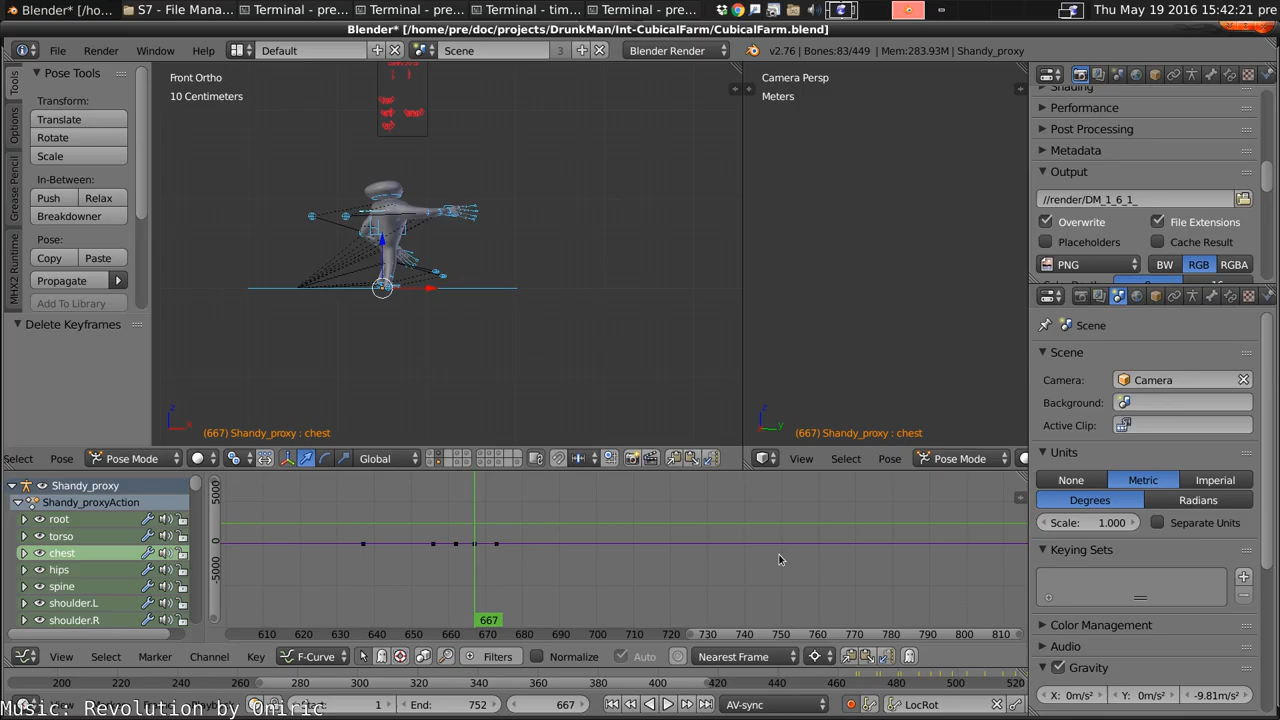 Blender* [/home/...
S7 - File Mana...
Terminal - pre...
Terminal - pre...
Terminal - tim...
Terminal - pre...
Thu May 19 2016 15:42:21 pre
Blender* [/home/pre/doc/projects/DrunkMan/Int-CubicalFarm/CubicalFarm.blend]
File Render Window Help Default Scene 3 Blender Render v2.76 | Bones:83/449 | Mem:283.93M | Shandy_proxy
Tools
Options
Grease Pencil
MHX2 Runtime
Pose Tools
Transform:
Translate
Rotate
Scale
In-Between:
Push Relax
Breakdowner
Pose:
Copy Paste
Propagate
Add To Library
Delete Keyframes
Front Ortho
10 Centimeters
z
x
(667) Shandy_proxy : chest
Select Pose Pose Mode Global
Camera Persp
Meters
z
y
(667) Shandy_proxy : chest
View Select Pose Pose Mode
Shading
Performance
Post Processing
Metadata
Output
//render/DM_1_6_1_
Overwrite File Extensions
Placeholders Cache Result
PNG BW RGB RGBA
Scene
Scene
Camera: Camera
Background:
Active Clip:
Units
None Metric Imperial
Degrees Radians
Scale: 1.000 Separate Units
Keying Sets
Color Management
Audio
Gravity
X: 0m/s² Y: 0m/s² -9.81m/s²
Shandy_proxy
Shandy_proxyAction
root
torso
chest
hips
spine
shoulder.L
shoulder.R
5000
0
-5000
667
610 620 630 640 650 660 670 680 690 700 710 720 730 740 750 760 770 780 790 800 810
View Select Marker Channel Key F-Curve Filters Normalize Auto Nearest Frame
200 220 240 260 280 300 320 340 360 380 400 420 440 460 480 500 520
1 End: 752 667 AV-sync LocRot
Music: Revolution by Oniric